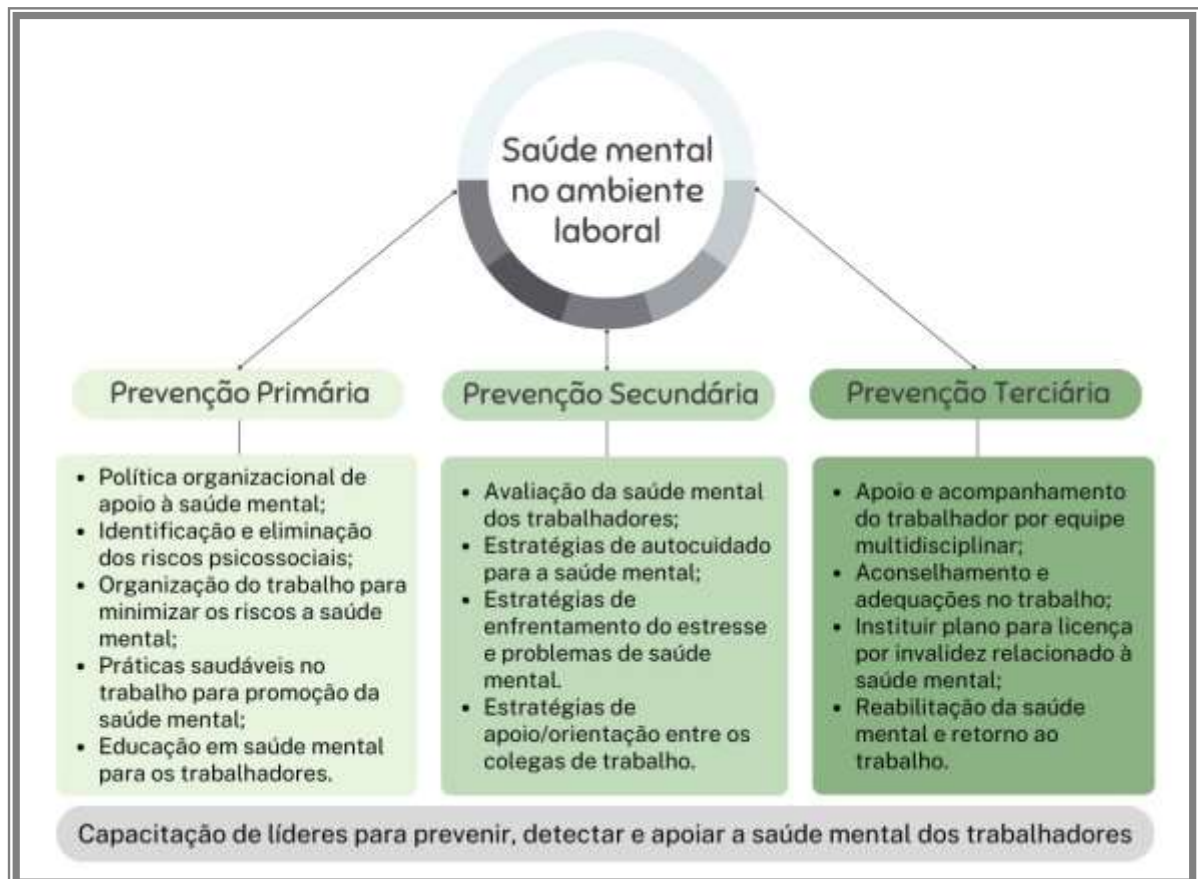 Saúde mental
no ambiente
laboral
Prevenção Primária
• Política organizacional de
apoio à saúde mental;
• Identificação e eliminação
dos riscos psicossociais;
• Organização do trabalho para
minimizar os riscos a saúde
mental;
• Práticas saudáveis no
trabalho para promoção da
saúde mental;
• Educação em saúde mental
para os trabalhadores.
Prevenção Secundária
• Avaliação da saúde mental
dos trabalhadores;
• Estratégias de autocuidado
para a saúde mental;
• Estratégias de
enfrentamento do estresse
e problemas de saúde
mental.
• Estratégias de
apoio/orientação entre os
colegas de trabalho.
Prevenção Terciária
• Apoio e acompanhamento
do trabalhador por equipe
multidisciplinar;
• Aconselhamento e
adequações no trabalho;
• Instituir plano para licença
por invalidez relacionado à
saúde mental;
• Reabilitação da saúde
mental e retorno ao
trabalho.
Capacitação de líderes para prevenir, detectar e apoiar a saúde mental dos trabalhadores